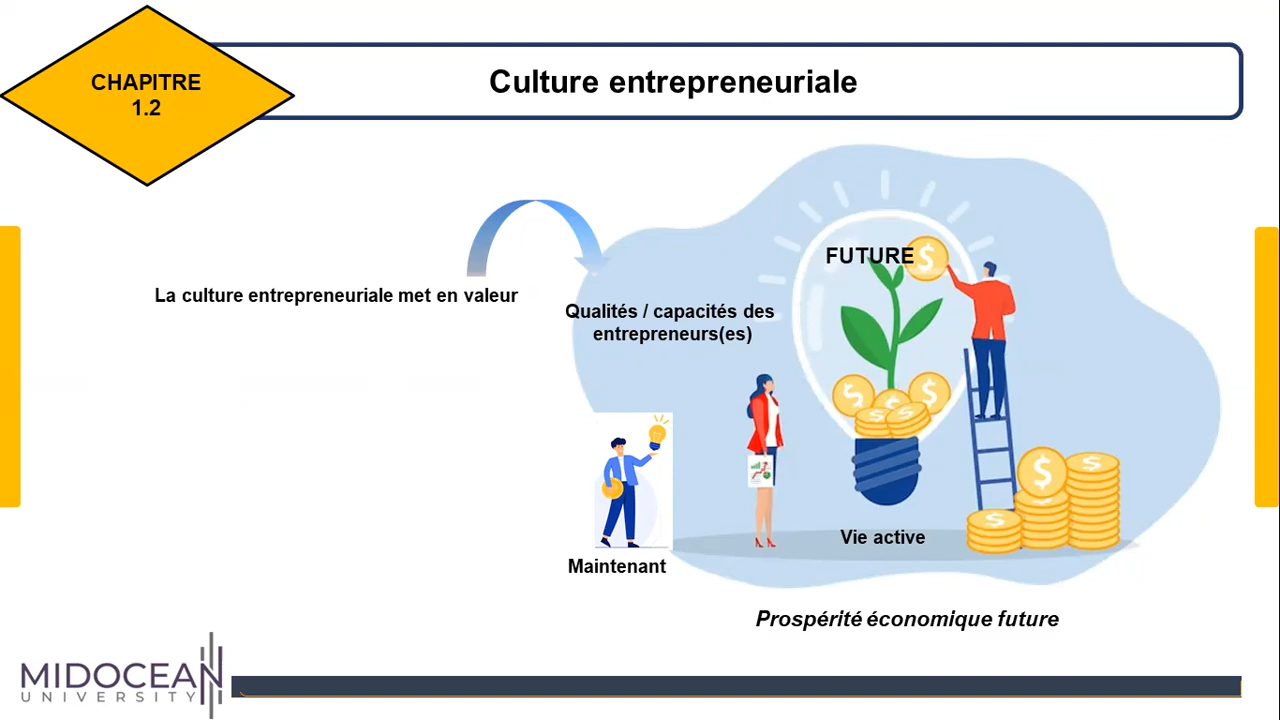 CHAPITRE
1.2
Culture entrepreneuriale
La culture entrepreneuriale met en valeur
Qualités / capacités des
entrepreneurs(es)
FUTURE
$
$
$
$
$
$
$
$
$
Maintenant
Vie active
Prospérité économique future
MIDOCEAN
UNIVERSITY